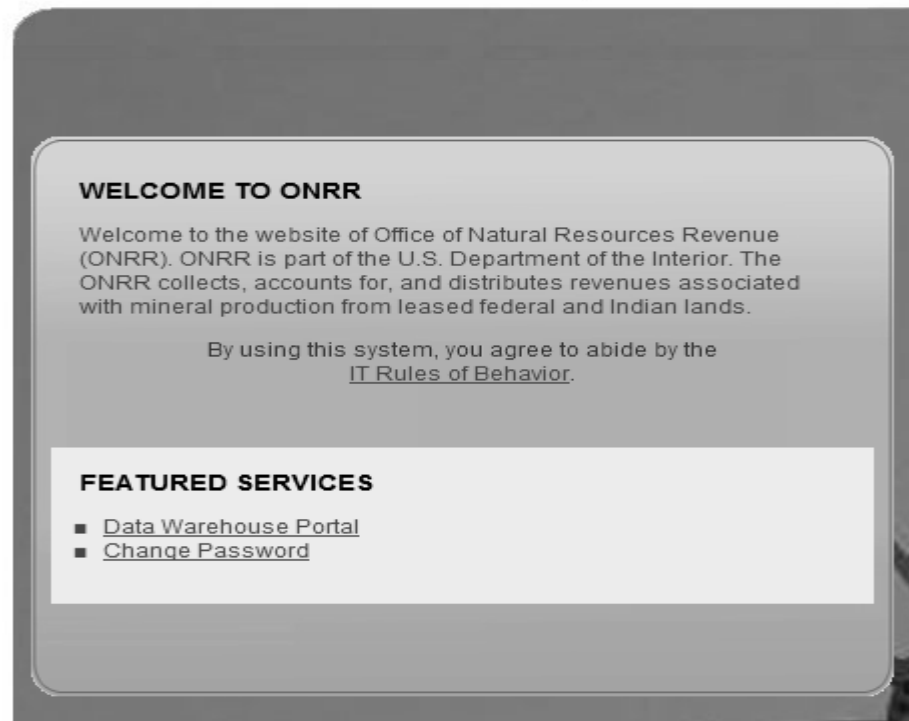 WELCOME TO ONRR
Welcome to the website of Office of Natural Resources Revenue
(ONRR). ONRR is part of the U.S. Department of the Interior. The
ONRR collects, accounts for, and distributes revenues associated
with mineral production from leased federal and Indian lands.
By using this system, you agree to abide by the
IT Rules of Behavior.
FEATURED SERVICES
■ Data Warehouse Portal
■ Change Password